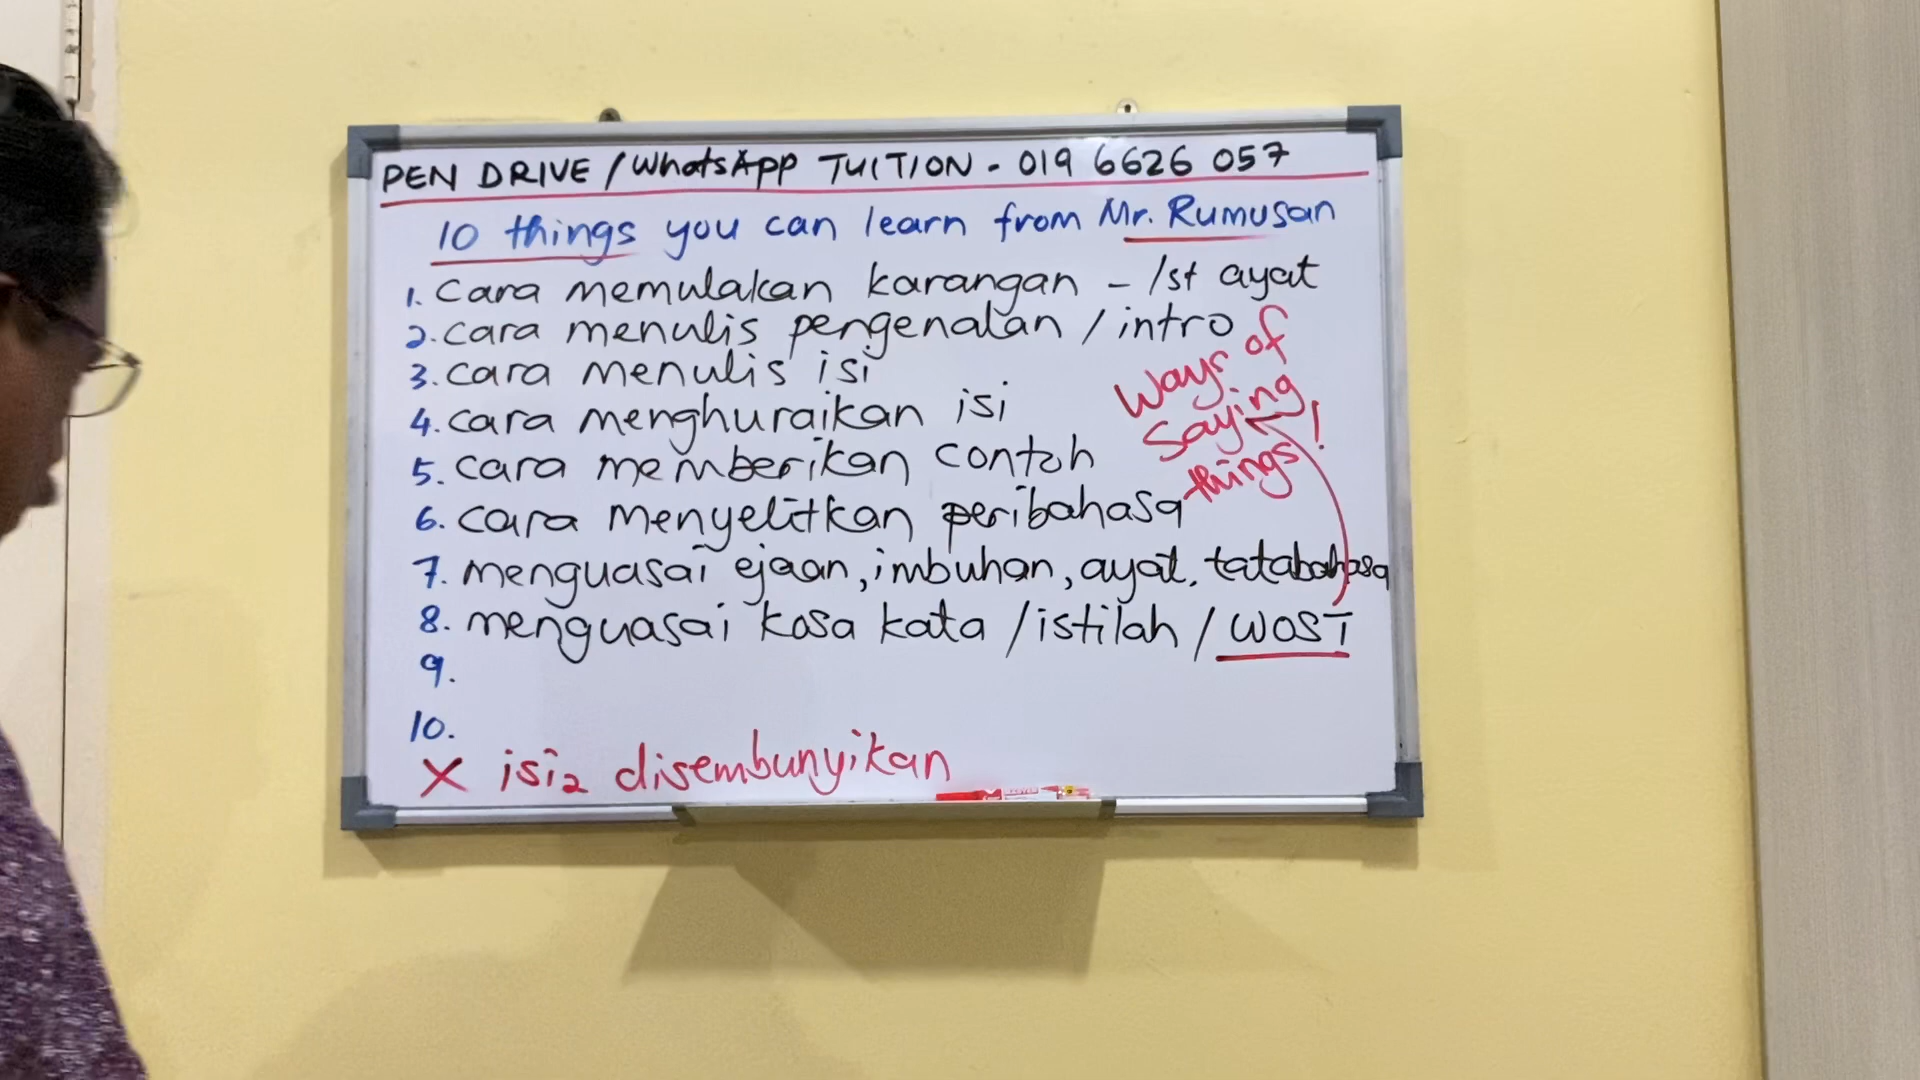 PEN DRIVE / WhatsApp TUITION - 019 6626 057
10 things you can learn from Mr. Rumusan
1. cara memulakan karangan - 1st ayat
2. cara menulis pengenalan / intro
3. cara menulis isi
4. cara menghuraikan isi
5. cara memberikan contoh
6. cara menyelitkan peribahasa
Ways of
saying
things!
7. menguasai ejaan, imbuhan, ayat, tatabahasa
8. menguasai kosa kata / istilah / WOST
9.
10.
X isi2 disembunyikan